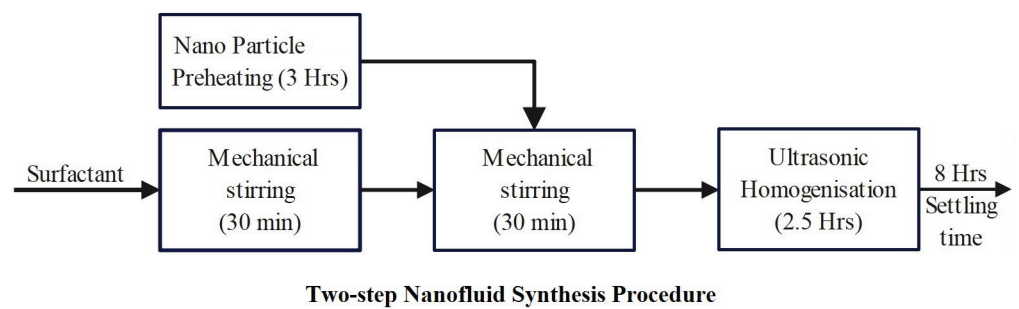 Nano Particle
Preheating (3 Hrs)
Surfactant
Mechanical
stirring
(30 min)
Mechanical
stirring
(30 min)
Ultrasonic
Homogenisation
(2.5 Hrs)
8 Hrs
Settling
time
Two-step Nanofluid Synthesis Procedure